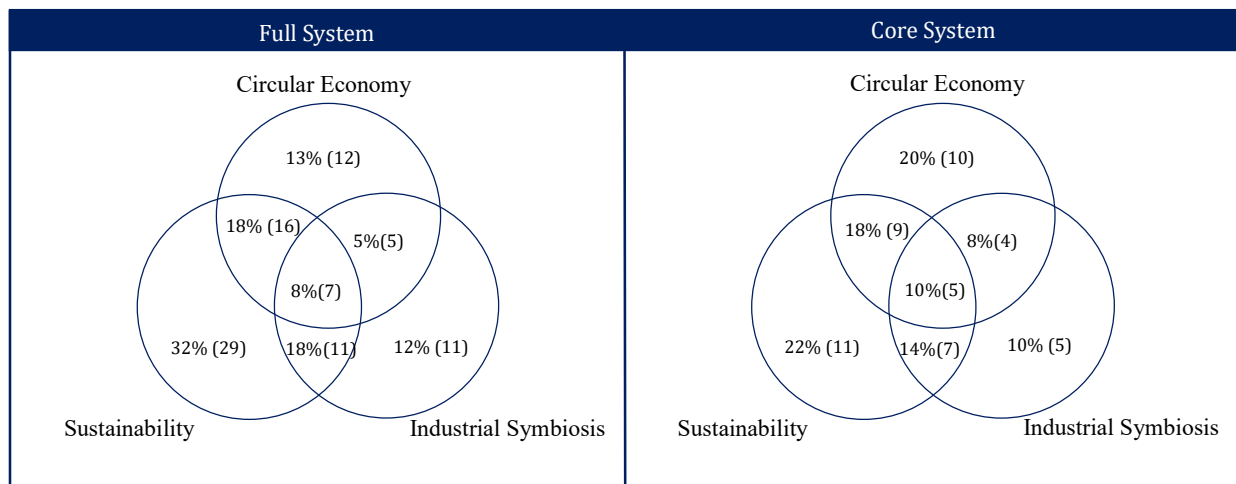 Full System
Circular Economy
13% (12)
18% (16)
5%(5)
8%(7)
32% (29)
18%(11)
12% (11)
Sustainability
Industrial Symbiosis
Core System
Circular Economy
20% (10)
18% (9)
8%(4)
10%(5)
22% (11)
14%(7)
10% (5)
Sustainability
Industrial Symbiosis